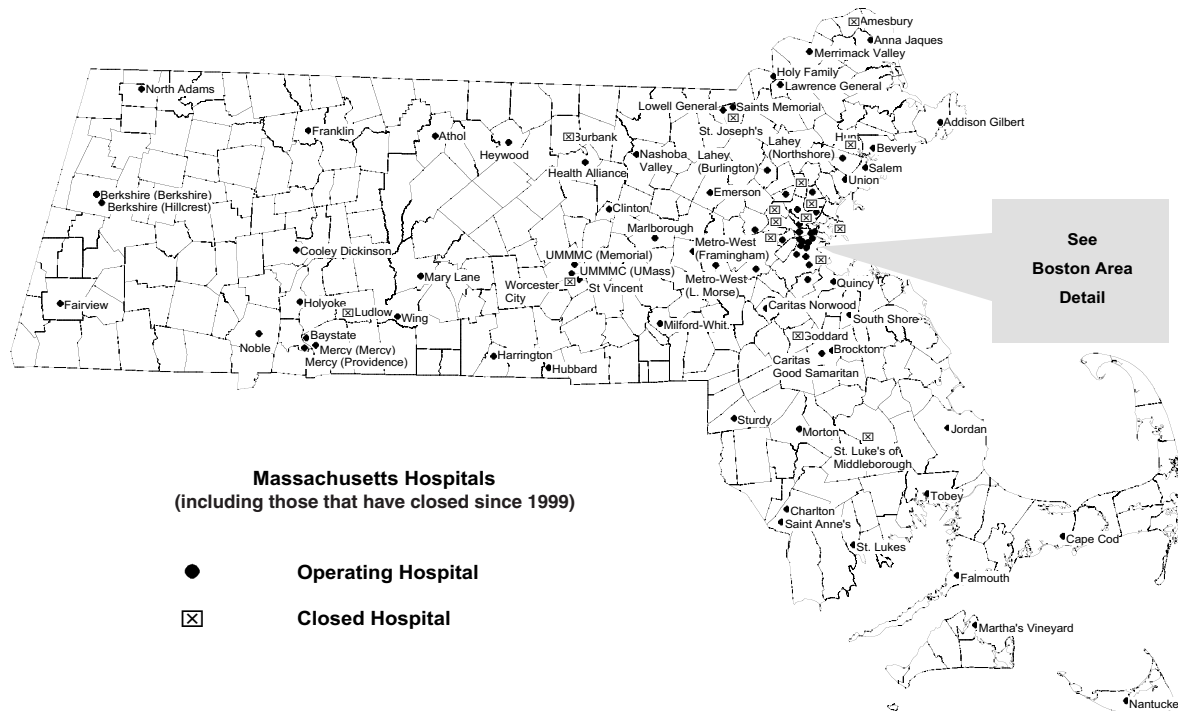 Amesbury
Anna Jaques
Merrimack Valley
Holy Family
Lawrence General
North Adams
Lowell General
Saints Memorial
St. Joseph's
Addison Gilbert
Franklin
Athol
Heywood
Burbank
Health Alliance
Nashoba
Valley
Lahey
(Burlington)
Lahey
(Northshore)
Hunt
Beverly
Salem
Union
Emerson
Berkshire (Berkshire)
Berkshire (Hillcrest)
Clinton
Marlborough
Cooley Dickinson
UMMMC (Memorial)
UMMMC (UMass)
St Vincent
Worcester
City
Metro-West
(Framingham)
Metro-West
(L. Morse)
See
Boston Area
Detail
Mary Lane
Quincy
Fairview
Holyoke
Ludlow
Wing
Caritas Norwood
South Shore
Milford-Whit.
Noble
Baystate
Mercy (Mercy)
Mercy (Providence)
Harrington
Hubbard
Goddard
Brockton
Caritas
Good Samaritan
Sturdy
Morton
Jordan
St. Luke's of
Middleborough
Massachusetts Hospitals
(including those that have closed since 1999)
Tobey
Charlton
Saint Anne's
St. Lukes
Cape Cod
Operating Hospital
Falmouth
Closed Hospital
Martha's Vineyard
Nantucke